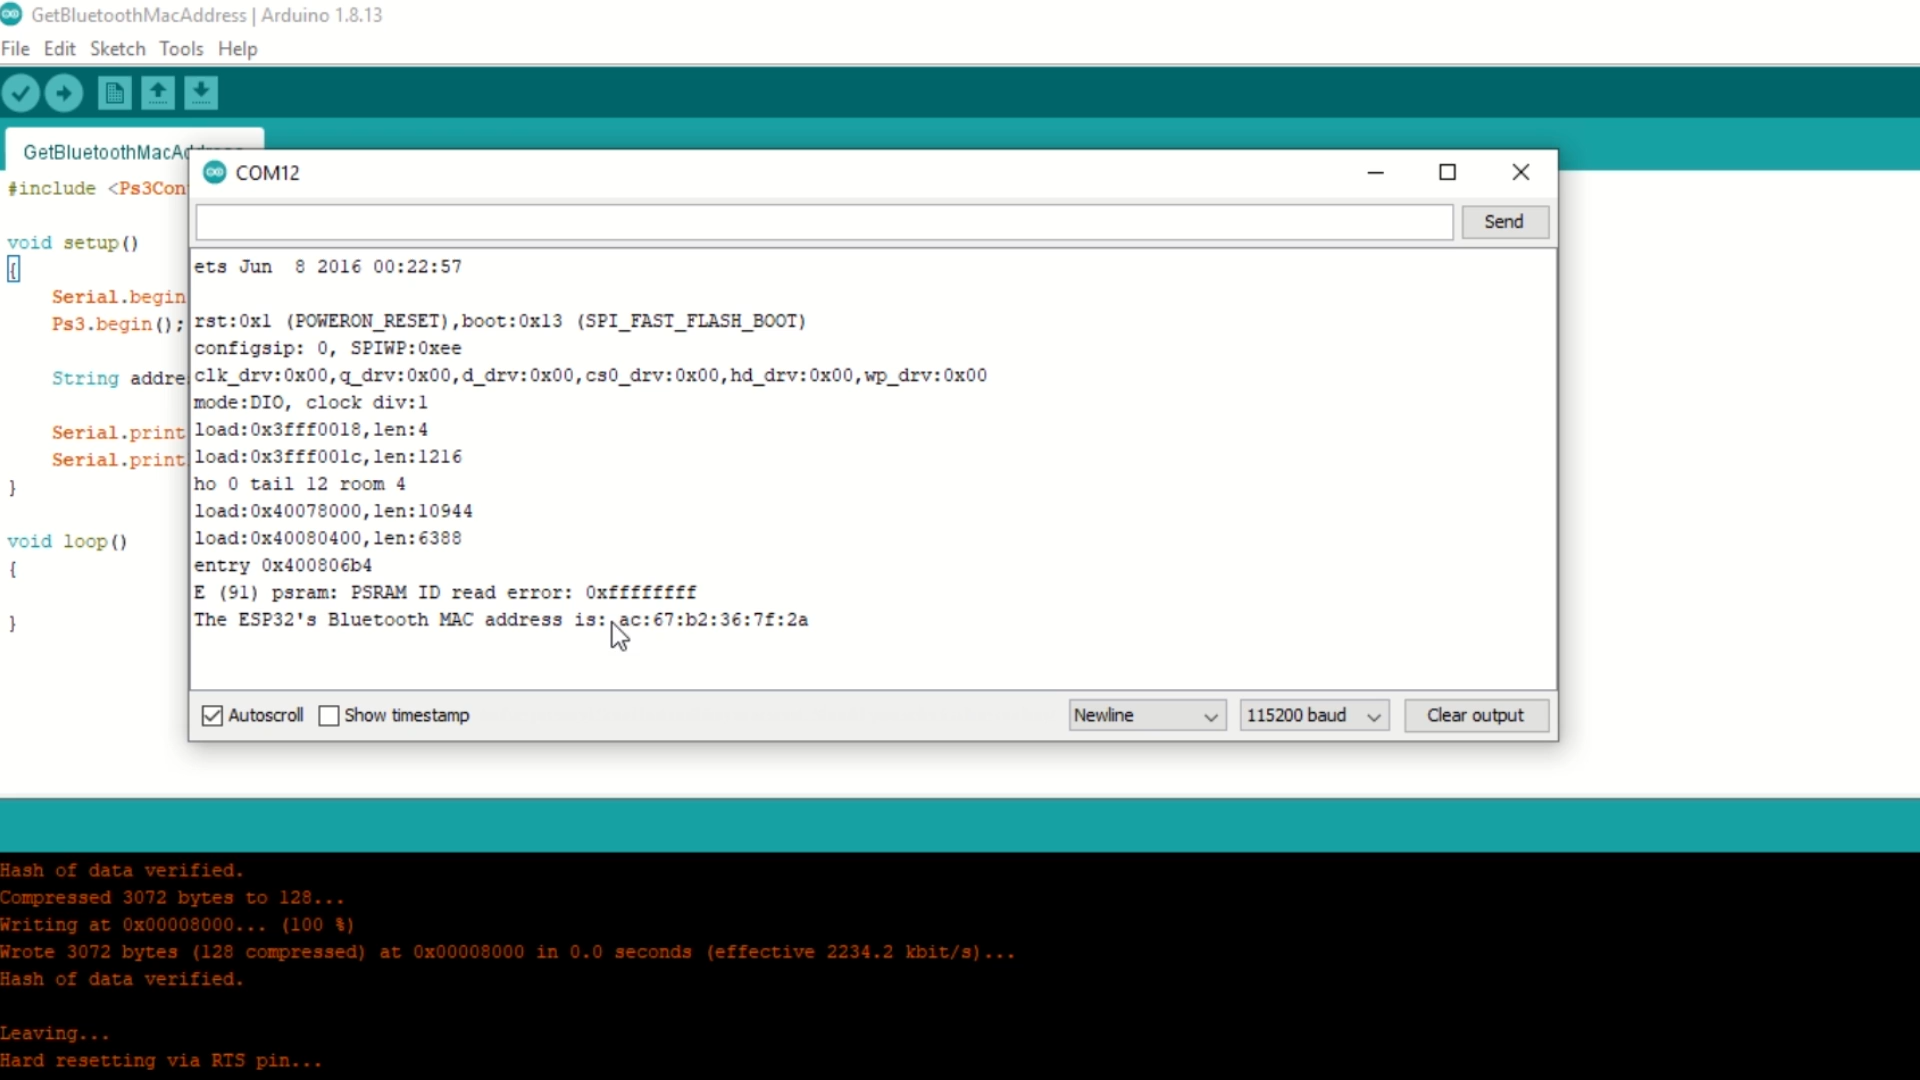 GetBluetoothMacAddress | Arduino 1.8.13
File Edit Sketch Tools Help
GetBluetoothMacAddress
#include <Ps3Con
void setup()
{
Serial.begin
Ps3.begin();
String addre
Serial.print
Serial.print
}
void loop()
{
}
COM12
Send
ets Jun  8 2016 00:22:57
rst:0x1 (POWERON_RESET),boot:0x13 (SPI_FAST_FLASH_BOOT)
configsip: 0, SPIWP:0xee
clk_drv:0x00,q_drv:0x00,d_drv:0x00,cs0_drv:0x00,hd_drv:0x00,wp_drv:0x00
mode:DIO, clock div:1
load:0x3fff0018,len:4
load:0x3fff001c,len:1216
ho 0 tail 12 room 4
load:0x40078000,len:10944
load:0x40080400,len:6388
entry 0x400806b4
E (91) psram: PSRAM ID read error: 0xffffffff
The ESP32's Bluetooth MAC address is: ac:67:b2:36:7f:2a
Autoscroll Show timestamp Newline 115200 baud Clear output
Hash of data verified.
Compressed 3072 bytes to 128...
Writing at 0x00008000... (100 %)
Wrote 3072 bytes (128 compressed) at 0x00008000 in 0.0 seconds (effective 2234.2 kbit/s)...
Hash of data verified.
Leaving...
Hard resetting via RTS pin...